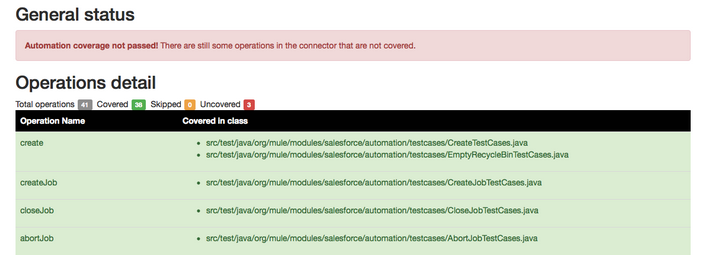 General status
Automation coverage not passed! There are still some operations in the connector that are not covered.
Operations detail
Total operations 41 Covered 38 Skipped 0 Uncovered 3
Operation Name Covered in class
create • src/test/java/org/mule/modules/salesforce/automation/testcases/CreateTestCases.java
• src/test/java/org/mule/modules/salesforce/automation/testcases/EmptyRecycleBinTestCases.java
createJob • src/test/java/org/mule/modules/salesforce/automation/testcases/CreateJobTestCases.java
closeJob • src/test/java/org/mule/modules/salesforce/automation/testcases/CloseJobTestCases.java
abortJob • src/test/java/org/mule/modules/salesforce/automation/testcases/AbortJobTestCases.java